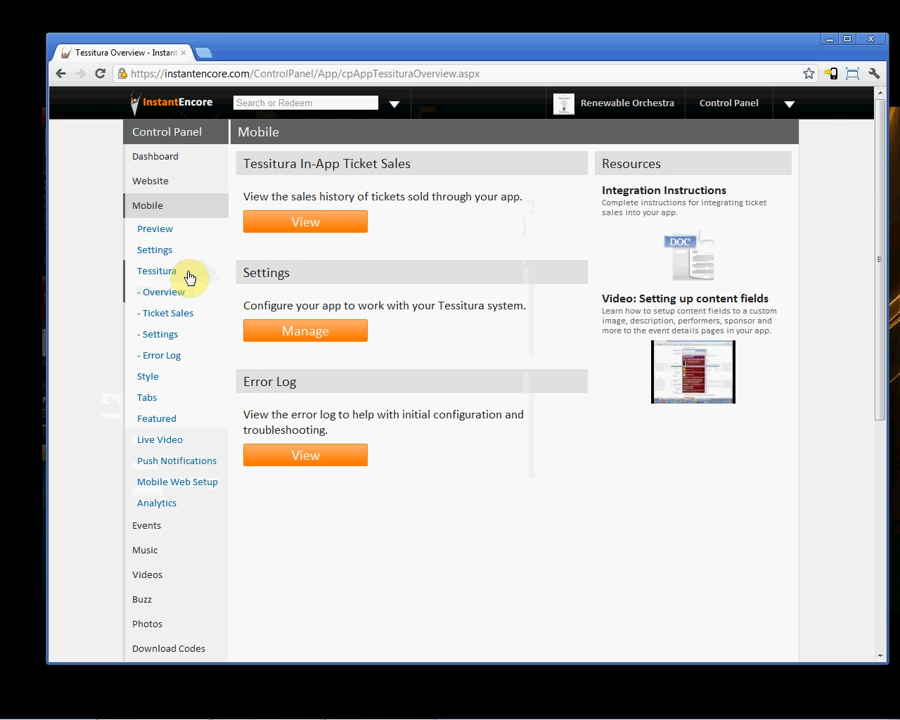 Tessitura Overview - Instant
https://instantencore.com/ControlPanel/App/cpAppTessituraOverview.aspx
InstantEncore
Search or Redeem
Renewable Orchestra
Control Panel
Control Panel
Dashboard
Website
Mobile
Preview
Settings
Tessitura
- Overview
- Ticket Sales
- Settings
- Error Log
Style
Tabs
Featured
Live Video
Push Notifications
Mobile Web Setup
Analytics
Events
Music
Videos
Buzz
Photos
Download Codes
Mobile
Tessitura In-App Ticket Sales
View the sales history of tickets sold through your app.
View
Settings
Configure your app to work with your Tessitura system.
Manage
Error Log
View the error log to help with initial configuration and
troubleshooting.
View
Resources
Integration Instructions
Complete instructions for integrating ticket
sales into your app.
DOC
Video: Setting up content fields
Learn how to setup content fields to a custom
image, description, performers, sponsor and
more to the event details pages in your app.